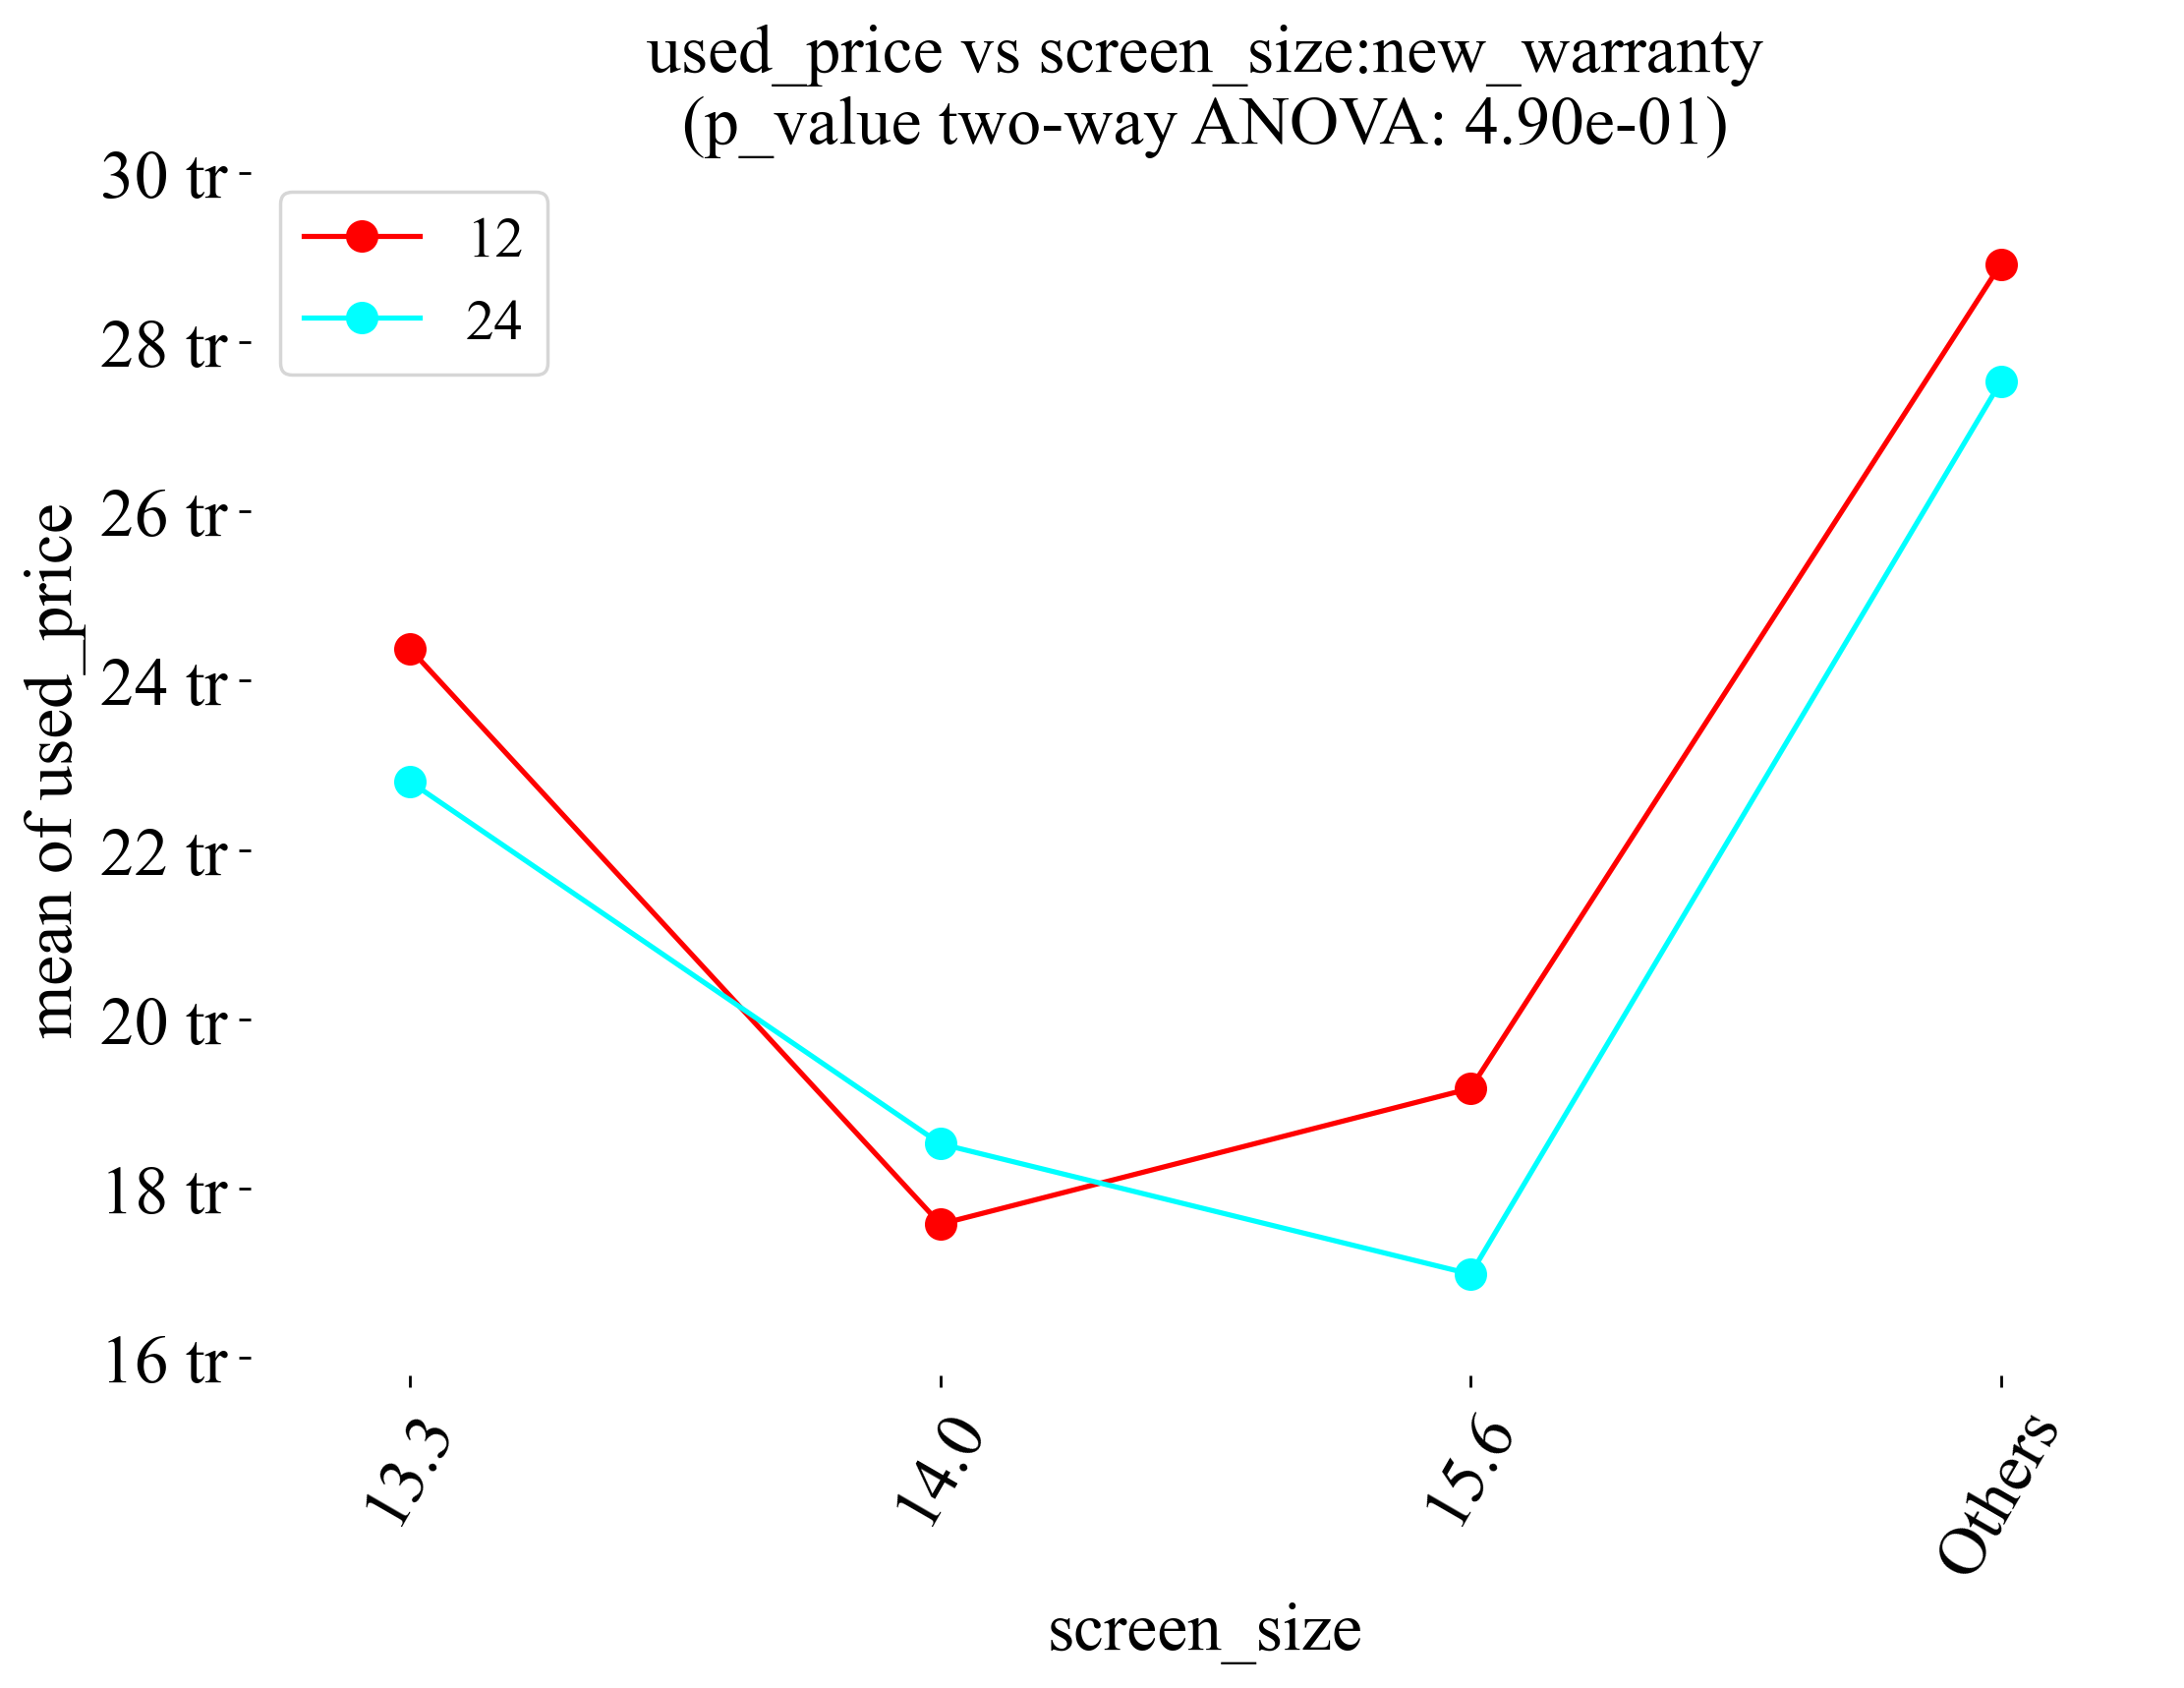 used_price vs screen_size:new_warranty
(p_value two-way ANOVA: 4.90e-01)
30 tr
28 tr
26 tr
24 tr
22 tr
20 tr
18 tr
16 tr
12
24
mean of used_price
13.3
14.0
15.6
Others
screen_size